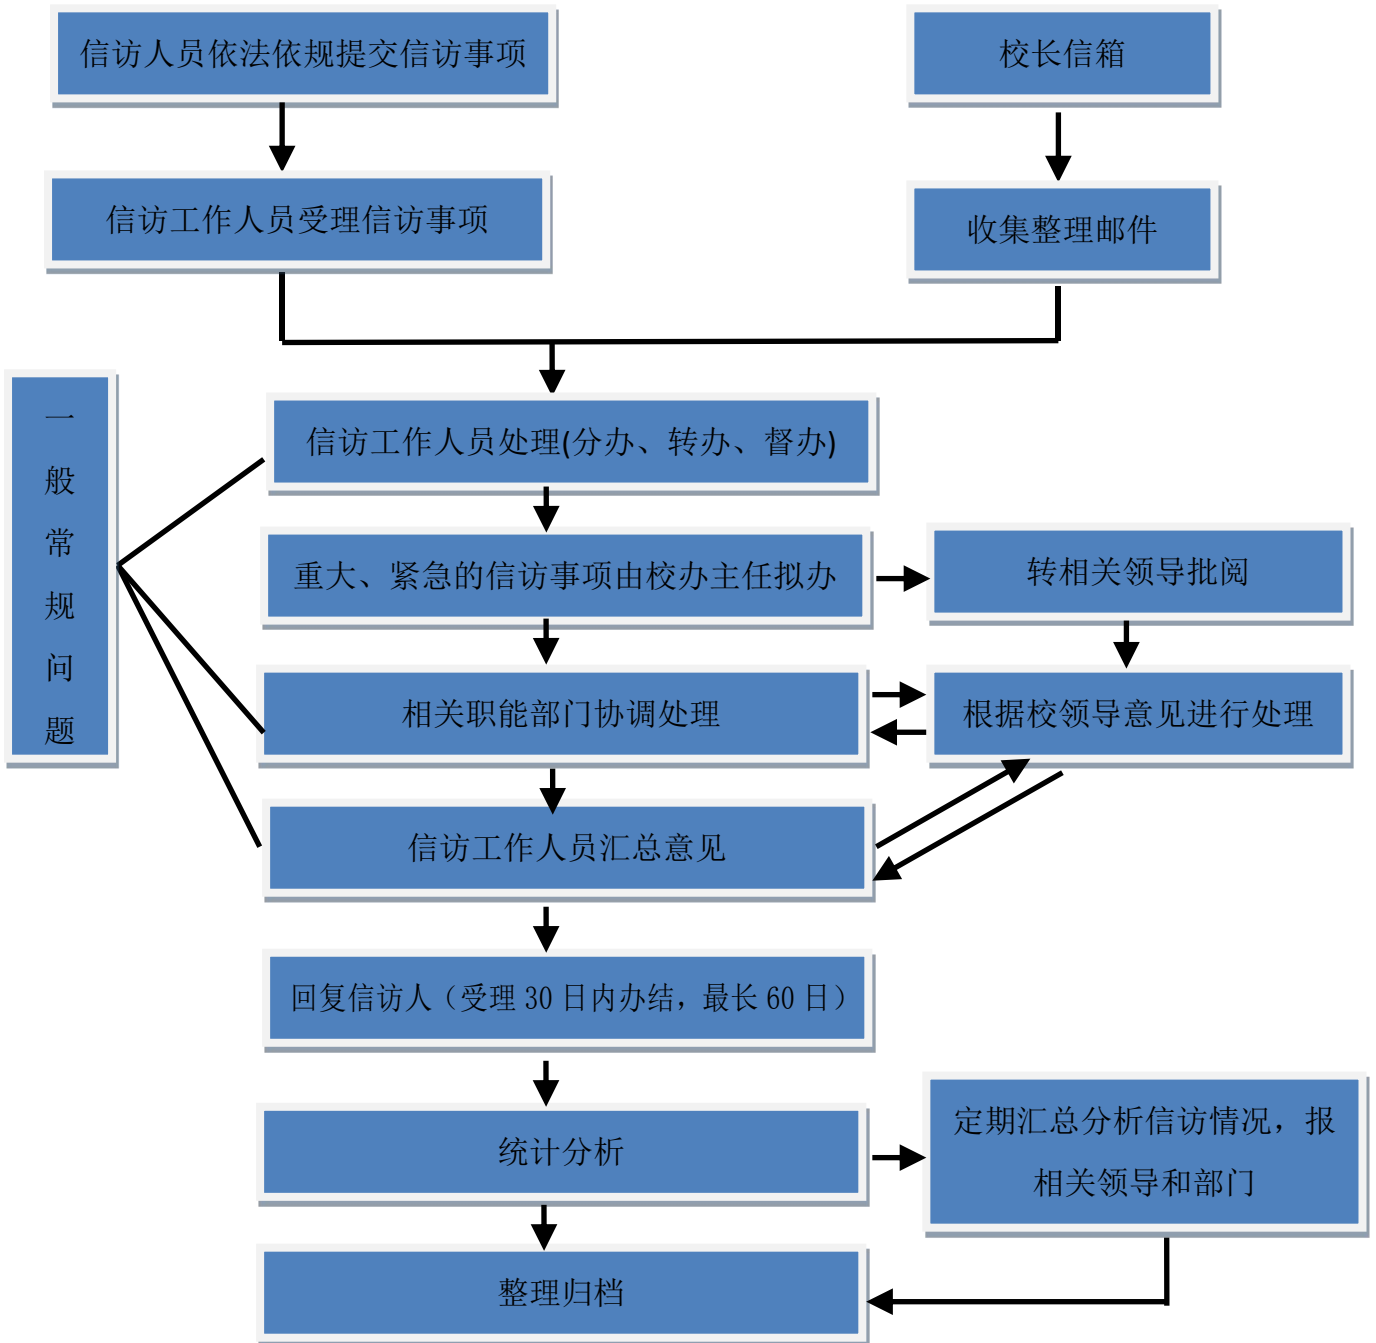 信访人员依法依规提交信访事项
校长信箱
信访工作人员受理信访事项
收集整理邮件
一
般
常
规
问
题
信访工作人员处理(分办、转办、督办)
重大、紧急的信访事项由校办主任拟办
转相关领导批阅
相关职能部门协调处理
根据校领导意见进行处理
信访工作人员汇总意见
回复信访人（受理 30 日内办结，最长 60 日）
统计分析
定期汇总分析信访情况，报
相关领导和部门
整理归档